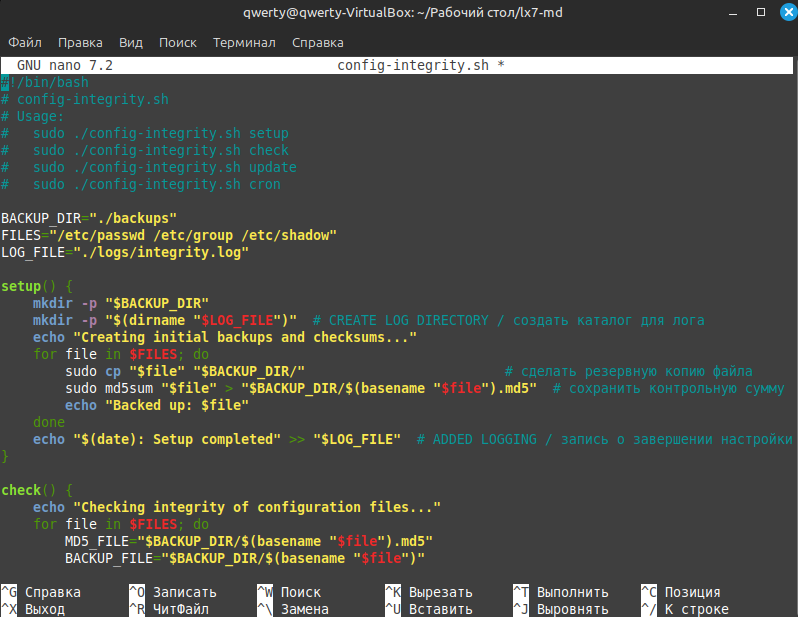 qwerty@qwerty-VirtualBox: ~/Рабочий стол/lx7-md
Файл Правка Вид Поиск Терминал Справка
GNU nano 7.2 config-integrity.sh *
#!/bin/bash
# config-integrity.sh
# Usage:
#   sudo ./config-integrity.sh setup
#   sudo ./config-integrity.sh check
#   sudo ./config-integrity.sh update
#   sudo ./config-integrity.sh cron
BACKUP_DIR="./backups"
FILES="/etc/passwd /etc/group /etc/shadow"
LOG_FILE="./logs/integrity.log"
setup() {
    mkdir -p "$BACKUP_DIR"
    mkdir -p "$(dirname "$LOG_FILE")"  # CREATE LOG DIRECTORY / создать каталог для лога
    echo "Creating initial backups and checksums..."
    for file in $FILES; do
        sudo cp "$file" "$BACKUP_DIR/"                         # сделать резервную копию файла
        sudo md5sum "$file" > "$BACKUP_DIR/$(basename "$file").md5"  # сохранить контрольную сумму
        echo "Backed up: $file"
    done
    echo "$(date): Setup completed" >> "$LOG_FILE"  # ADDED LOGGING / запись о завершении настройки
}
check() {
    echo "Checking integrity of configuration files..."
    for file in $FILES; do
        MD5_FILE="$BACKUP_DIR/$(basename "$file").md5"
        BACKUP_FILE="$BACKUP_DIR/$(basename "$file")"
^G Справка ^O Записать ^W Поиск ^K Вырезать ^T Выполнить ^C Позиция
^X Выход ^R ЧитФайл ^\ Замена ^U Вставить ^J Выровнять ^/ К строке